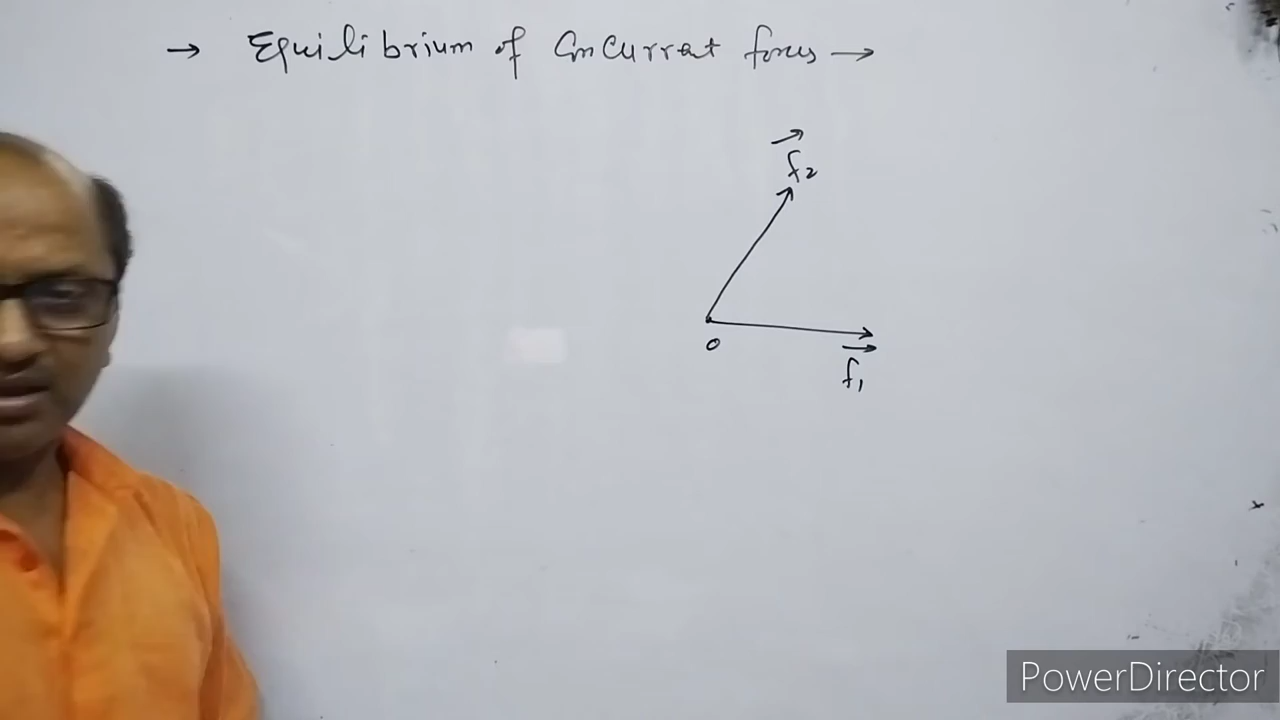 → Equilibrium of Concurrent forces →
f₂
o
f₁
PowerDirector